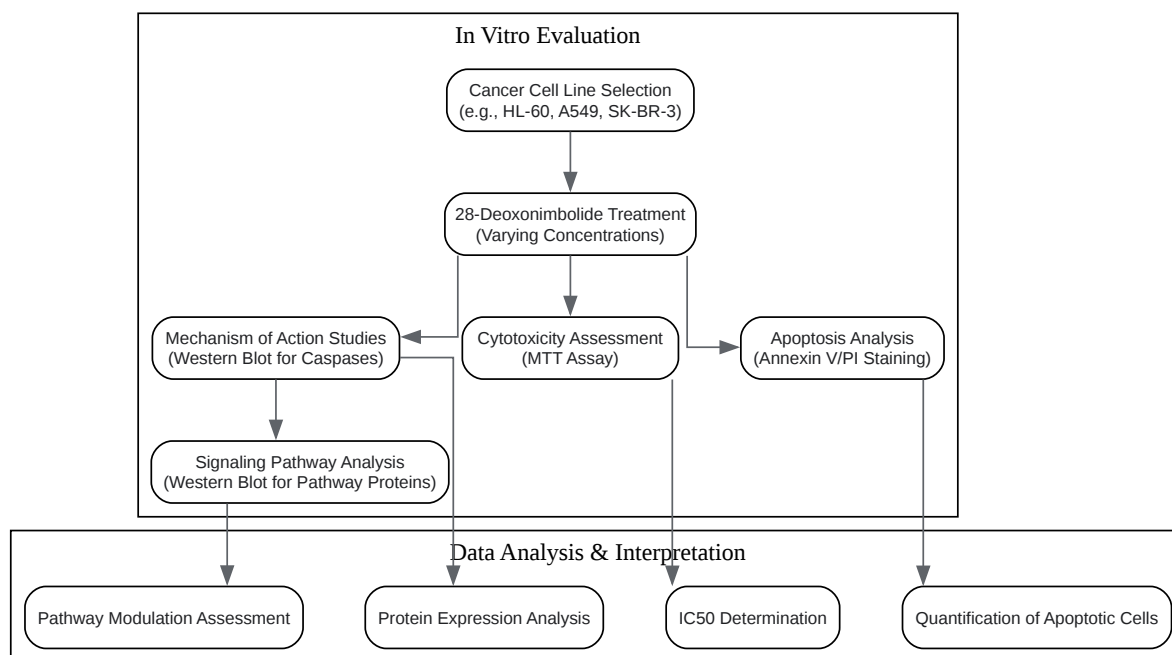 In Vitro Evaluation
Cancer Cell Line Selection
(e.g., HL-60, A549, SK-BR-3)
28-Deoxonimbolide Treatment
(Varying Concentrations)
Mechanism of Action Studies
(Western Blot for Caspases)
Cytotoxicity Assessment
(MTT Assay)
Apoptosis Analysis
(Annexin V/PI Staining)
Signaling Pathway Analysis
(Western Blot for Pathway Proteins)
Data Analysis & Interpretation
Pathway Modulation Assessment
Protein Expression Analysis
IC50 Determination
Quantification of Apoptotic Cells